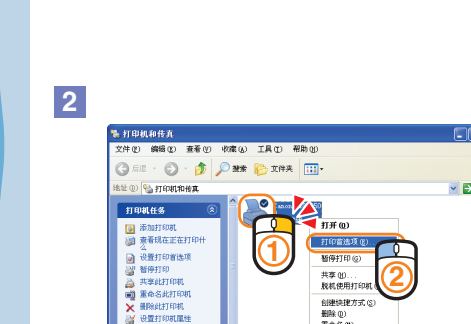 2
打印机和传真
文件(F) 编辑(E) 查看(V) 收藏(A) 工具(T) 帮助(H)
后退 搜索 文件夹
地址(D) 打印机和传真
打印机任务
添加打印机
查看现在正在打印什么
设置打印首选项
暂停打印
共享此打印机
重命名此打印机
删除此打印机
设置打印机属性
1
打开(O)
打印首选项(E)...
暂停打印(G)
共享(H)...
脱机使用打印机
2
创建快捷方式(S)
删除(D)